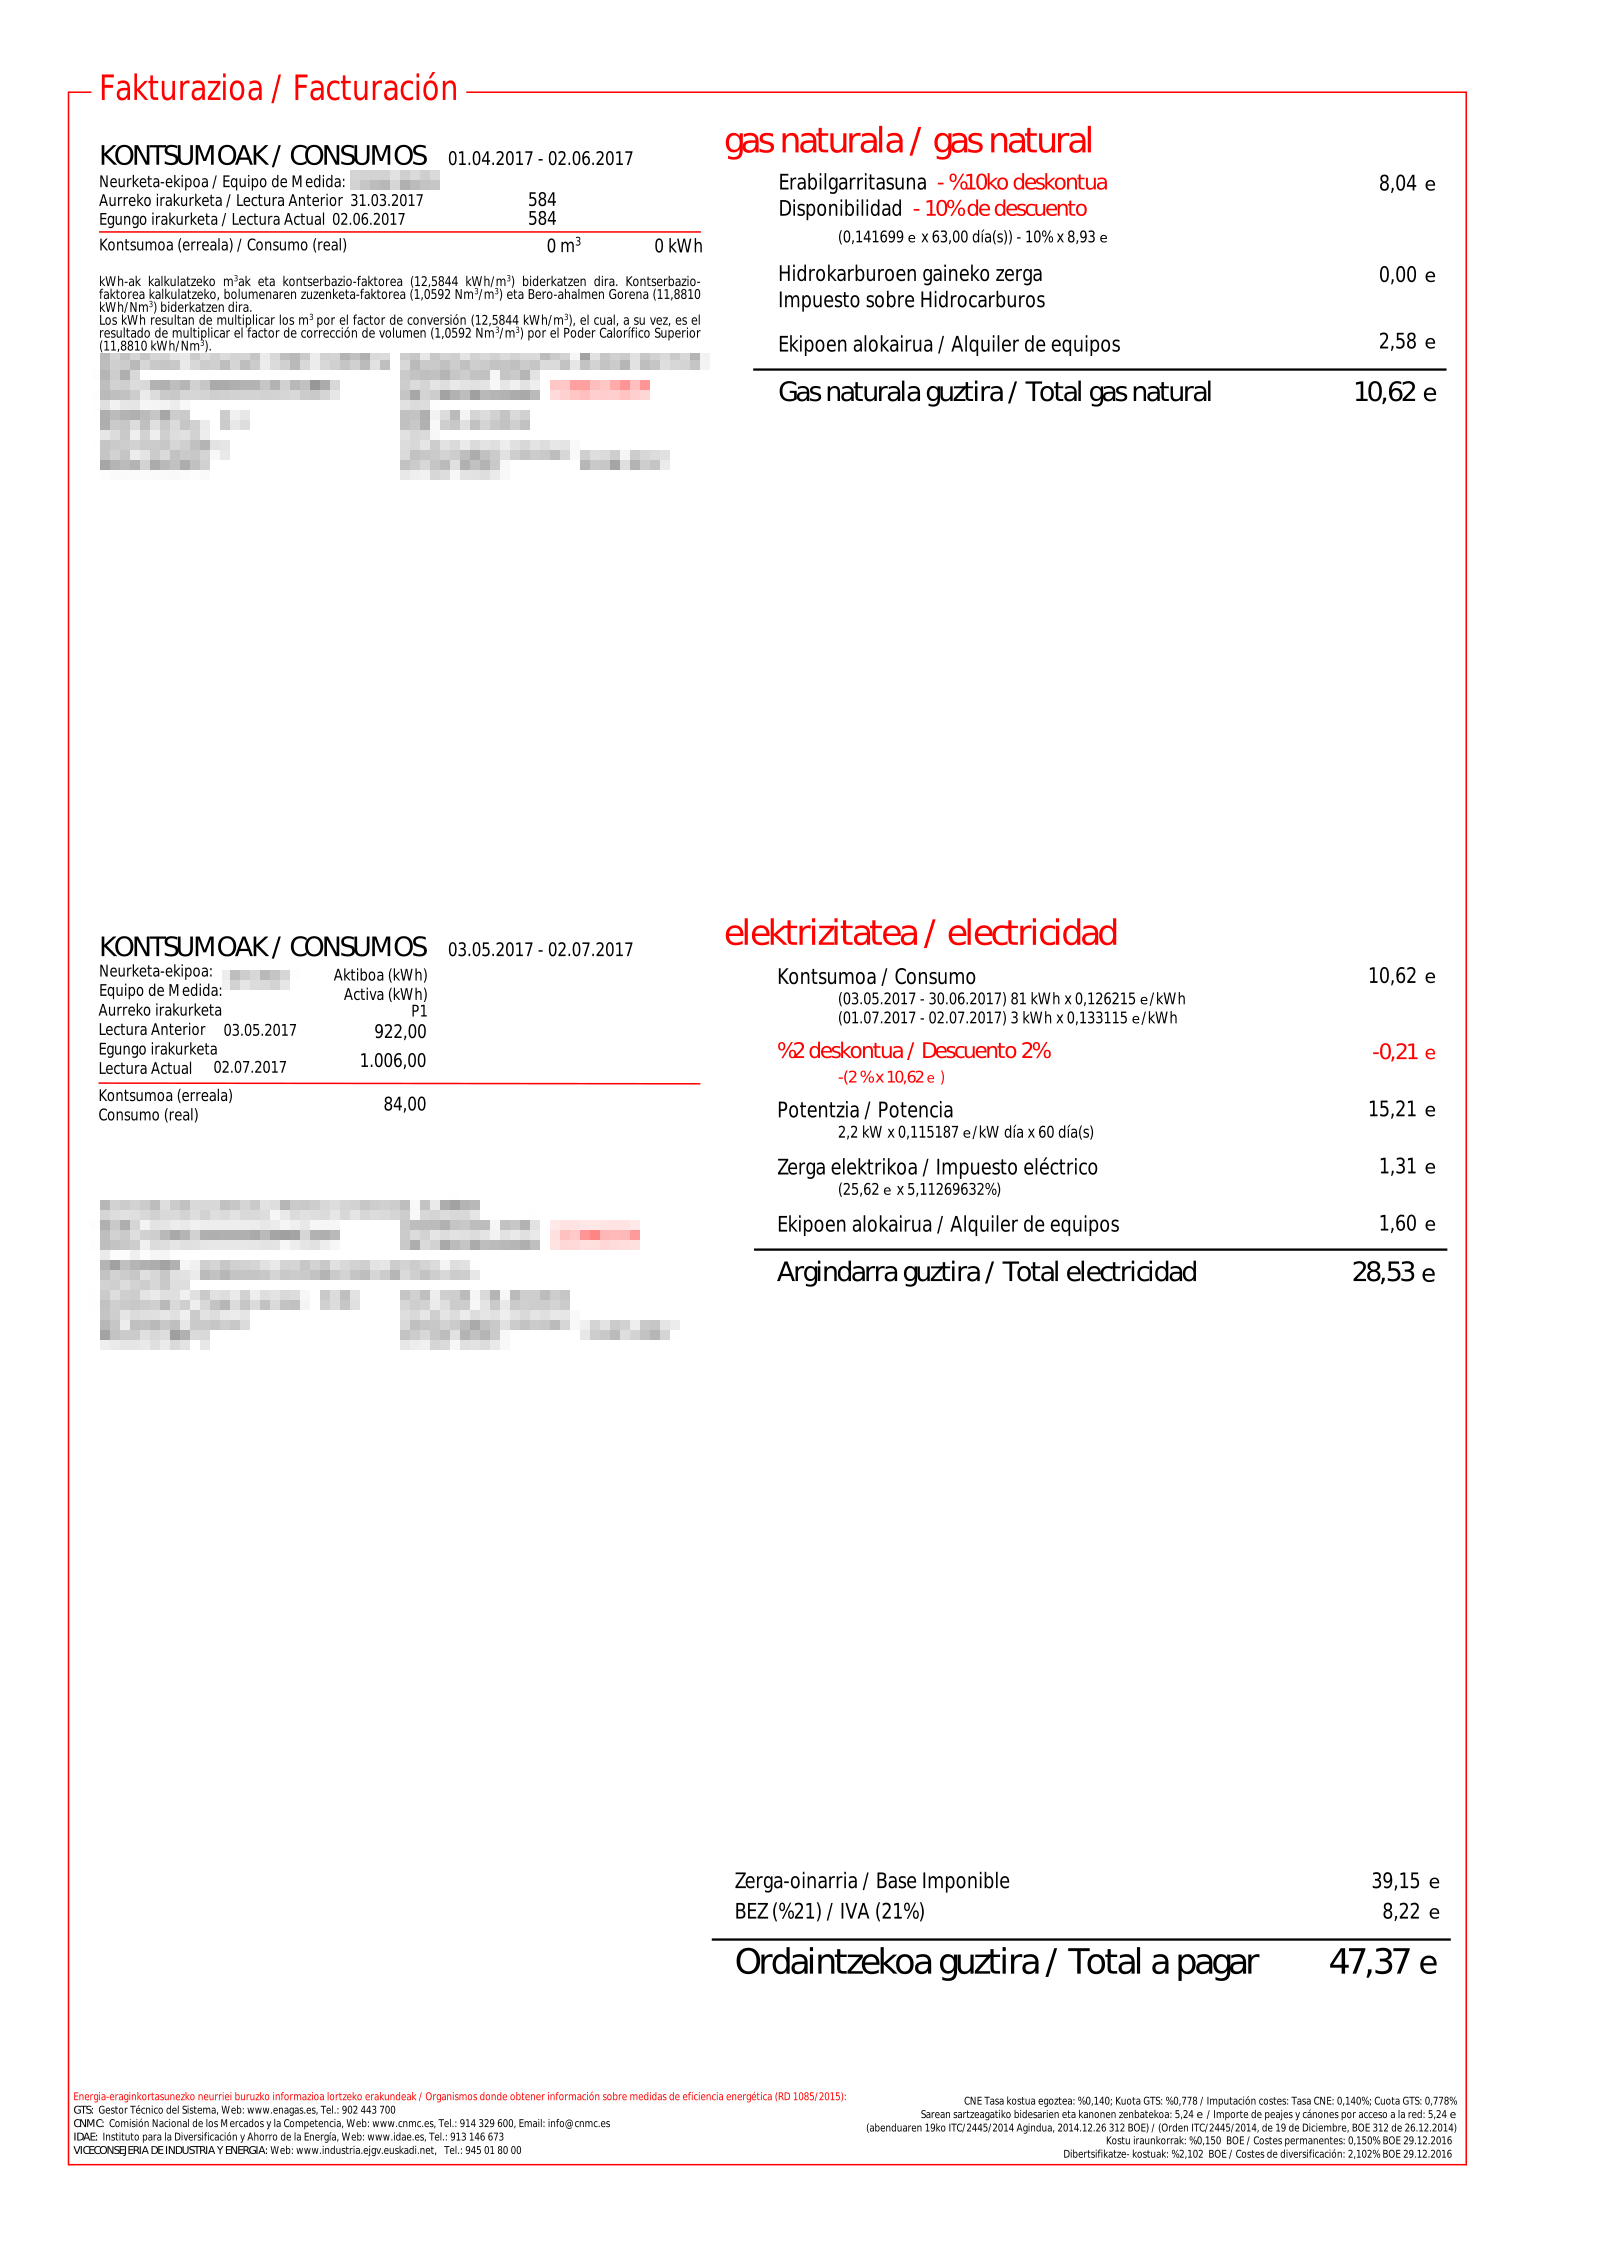 Fakturazioa / Facturación
KONTSUMOAK / CONSUMOS 01.04.2017 - 02.06.2017
Neurketa-ekipoa / Equipo de Medida:
Aurreko irakurketa / Lectura Anterior 31.03.2017 584
Egungo irakurketa / Lectura Actual 02.06.2017 584
Kontsumoa (erreala) / Consumo (real) 0 m³ 0 kWh
kWh-ak kalkulatzeko m³ak eta kontserbazio-faktorea (12,5844 kWh/m³) biderkatzen dira. Kontserbazio-
faktorea kalkulatzeko, bolumenaren zuzenketa-faktorea (1,0592 Nm³/m³) eta Bero-ahalmen Gorena (11,8810
kWh/Nm³) biderkatzen dira.
Los kWh resultan de multiplicar los m³ por el factor de conversión (12,5844 kWh/m³), el cual, a su vez, es el
resultado de multiplicar el factor de corrección de volumen (1,0592 Nm³/m³) por el Poder Calorífico Superior
(11,8810 kWh/Nm³).
gas naturala / gas natural
Erabilgarritasuna - %10ko deskontua 8,04 e
Disponibilidad - 10% de descuento
(0,141699 e x 63,00 día(s)) - 10% x 8,93 e
Hidrokarburoen gaineko zerga 0,00 e
Impuesto sobre Hidrocarburos
Ekipoen alokairua / Alquiler de equipos 2,58 e
Gas naturala guztira / Total gas natural 10,62 e
KONTSUMOAK / CONSUMOS 03.05.2017 - 02.07.2017
Neurketa-ekipoa: Aktiboa (kWh)
Equipo de Medida: Activa (kWh)
Aurreko irakurketa P1
Lectura Anterior 03.05.2017 922,00
Egungo irakurketa
Lectura Actual 02.07.2017 1.006,00
Kontsumoa (erreala) 84,00
Consumo (real)
elektrizitatea / electricidad
Kontsumoa / Consumo 10,62 e
(03.05.2017 - 30.06.2017) 81 kWh x 0,126215 e/kWh
(01.07.2017 - 02.07.2017) 3 kWh x 0,133115 e/kWh
%2 deskontua / Descuento 2% -0,21 e
-(2 % x 10,62 e )
Potentzia / Potencia 15,21 e
2,2 kW x 0,115187 e/kW día x 60 día(s)
Zerga elektrikoa / Impuesto eléctrico 1,31 e
(25,62 e x 5,11269632%)
Ekipoen alokairua / Alquiler de equipos 1,60 e
Argindarra guztira / Total electricidad 28,53 e
Zerga-oinarria / Base Imponible 39,15 e
BEZ (%21) / IVA (21%) 8,22 e
Ordaintzekoa guztira / Total a pagar 47,37 e
Energia-eraginkortasunezko neurriei buruzko informazioa lortzeko erakundeak / Organismos donde obtener información sobre medidas de eficiencia energética (RD 1085/2015):
GTS: Gestor Técnico del Sistema, Web: www.enagas.es, Tel.: 902 443 700
CNMC: Comisión Nacional de los Mercados y la Competencia, Web: www.cnmc.es, Tel.: 914 329 600, Email: info@cnmc.es
IDAE: Instituto para la Diversificación y Ahorro de la Energía, Web: www.idae.es, Tel.: 913 146 673
VICECONSEJERIA DE INDUSTRIA Y ENERGIA: Web: www.industria.ejgv.euskadi.net, Tel.: 945 01 80 00
CNE Tasa kostua egoztea: %0,140; Kuota GTS: %0,778 / Imputación costes: Tasa CNE: 0,140%; Cuota GTS: 0,778%
Sarean sartzeagatiko bidesarien eta kanonen zenbatekoa: 5,24 e / Importe de peajes y cánones por acceso a la red: 5,24 e
(abenduaren 19ko ITC/2445/2014 Agindua, 2014.12.26 312 BOE) / (Orden ITC/2445/2014, de 19 de Diciembre, BOE 312 de 26.12.2014)
Kostu iraunkorrak: %0,150 BOE / Costes permanentes: 0,150% BOE 29.12.2016
Dibertsifikatze- kostuak: %2,102 BOE / Costes de diversificación: 2,102% BOE 29.12.2016